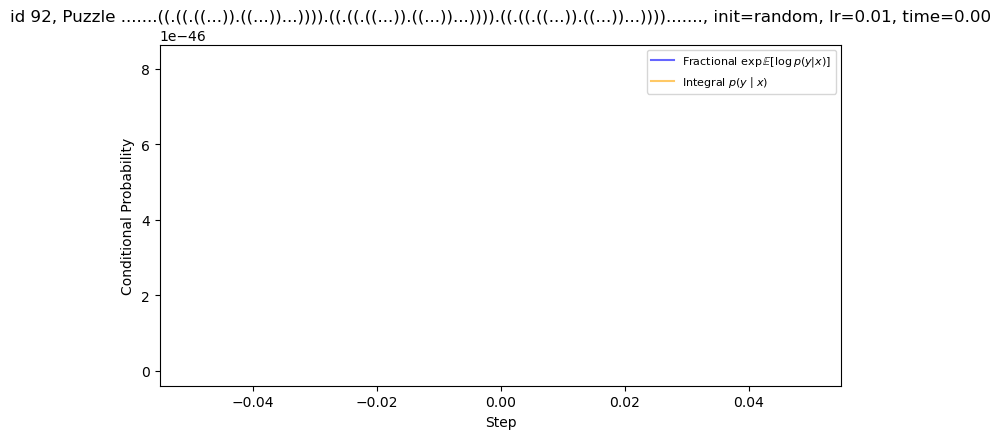 id 92, Puzzle .......((.((.((...)).((...))...)))).((.((.((...)).((...))...)))).((.((.((...)).((...))...))))......., init=random, lr=0.01, time=0.00
1e−46
8
6
4
2
0
Conditional Probability
Fractional exp𝔼[log p(y|x)]
Integral p(y | x)
−0.04 −0.02 0.00 0.02 0.04
Step